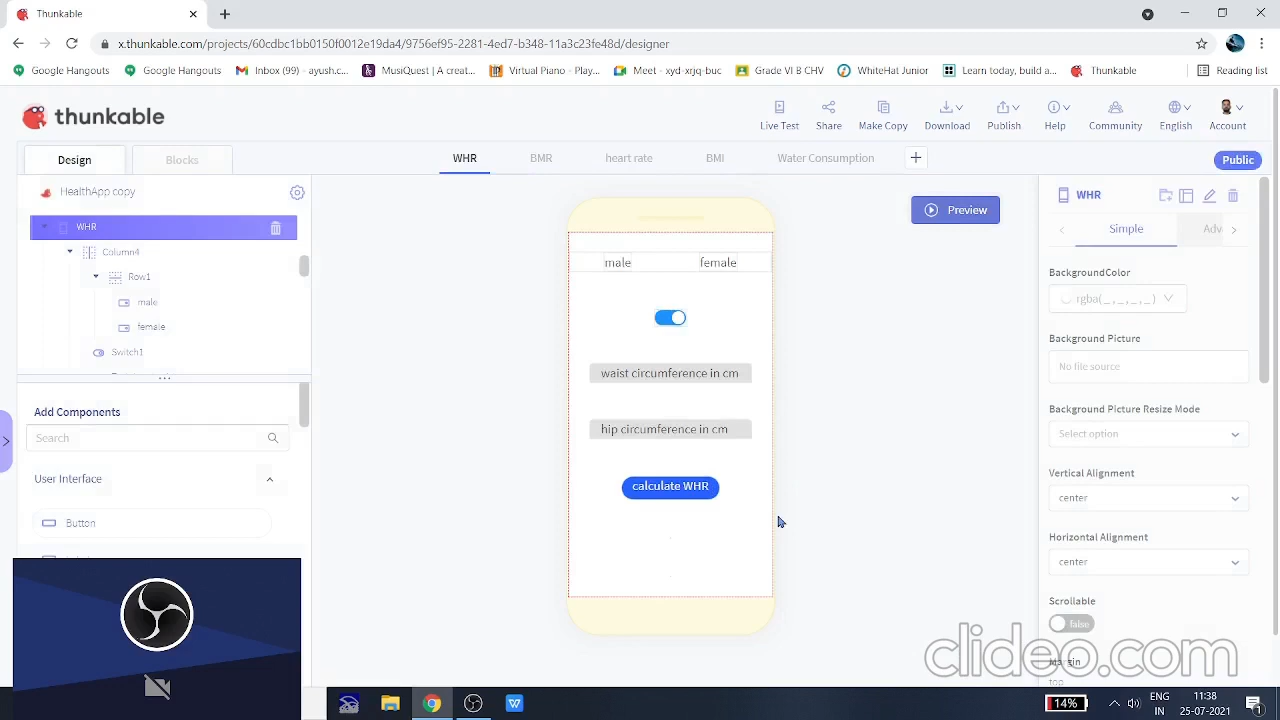 Thunkable
x.thunkable.com/projects/60cdbc1bb0150f0012e19da4/9756ef95-2281-4ed7-b348-11a3c23fe48d/designer
Google Hangouts
Google Hangouts
Inbox (99) - ayush.c...
MusiQuest | A creat...
Virtual Piano - Play...
Meet - xyd-xrjq-buc
Grade VI B CHV
WhiteHat Junior
Learn today, build a...
Thunkable
Reading list
thunkable
Live Test
Share
Make Copy
Download
Publish
Help
Community
English
Account
Design
Blocks
WHR
BMR
heart rate
BMI
Water Consumption
Public
HealthApp copy
WHR
Column4
Row1
male
female
Switch1
Add Components
Search
User Interface
Button
Preview
male
female
waist circumference in cm
hip circumference in cm
calculate WHR
WHR
Simple
Adv
BackgroundColor
rgba(_,_,_,_)
Background Picture
No file source
Background Picture Resize Mode
Select option
Vertical Alignment
center
Horizontal Alignment
center
Scrollable
false
Margin
top
clideo.com
14%
ENG
IN
11:38
25-07-2021